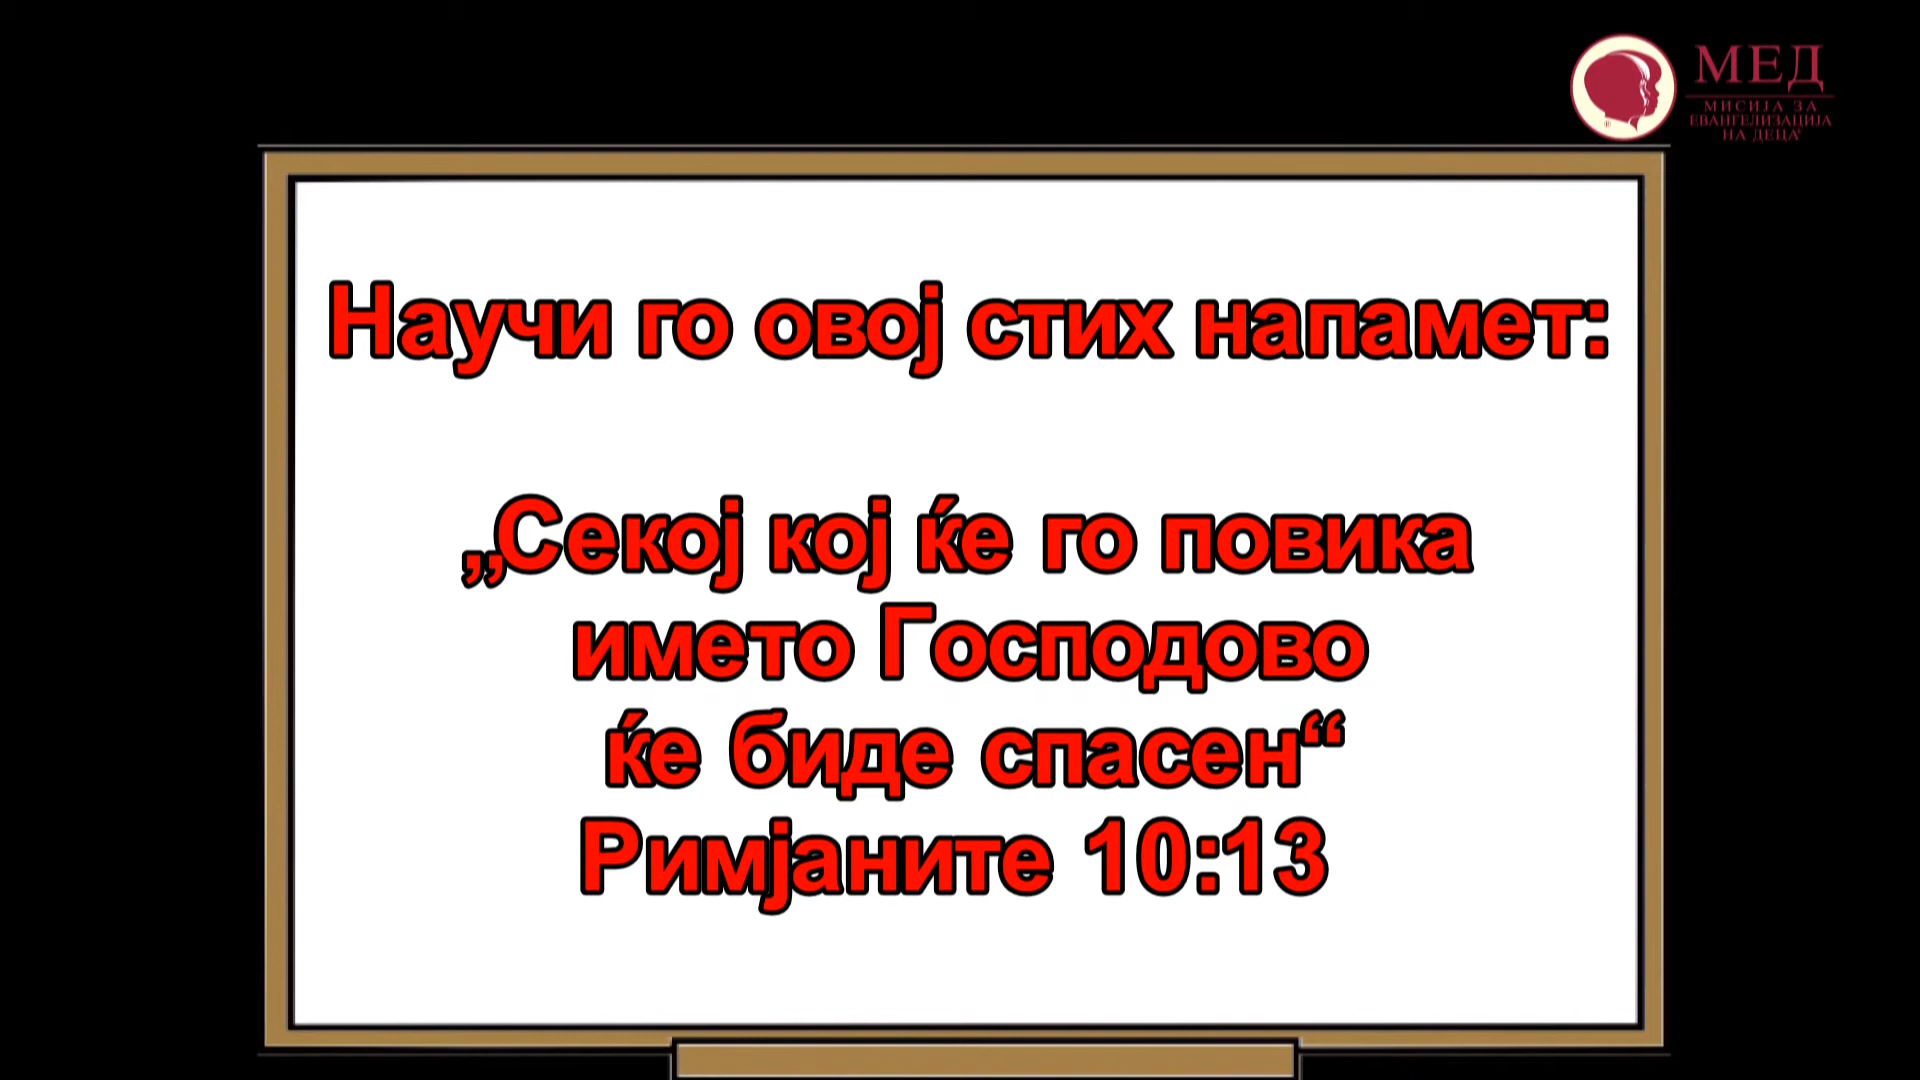 МЕД
МИСИЈА ЗА
ЕВАНГЕЛИЗАЦИЈА
НА ДЕЦА®
Научи го овој стих напамет:
„Секој кој ќе го повика
името Господово
ќе биде спасен“
Римјаните 10:13